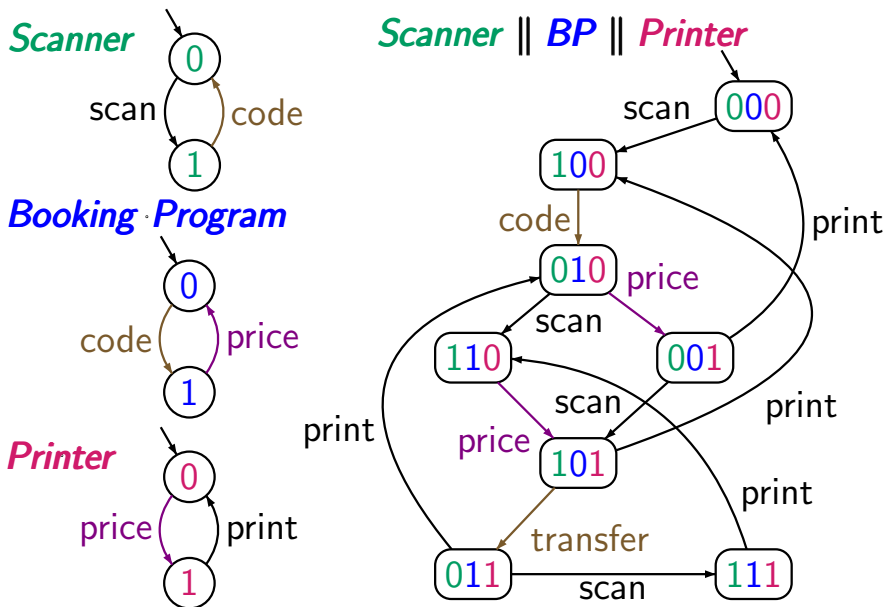 Scanner
0
scan
code
1
Booking Program
0
code
price
1
Printer
0
price
print
1
Scanner || BP || Printer
000
scan
100
code
print
010
price
scan
110
001
scan
print
price
print
101
print
transfer
011
scan
111